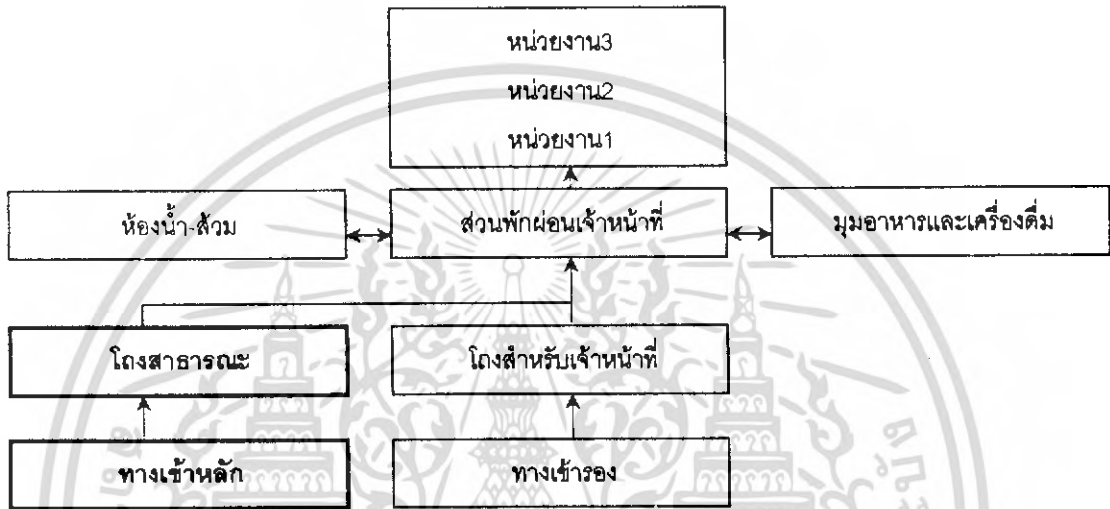 หน่วยงาน3
หน่วยงาน2
หน่วยงาน1
ห้องน้ำ-ส้วม
ส่วนพักผ่อนเจ้าหน้าที่
มุมอาหารและเครื่องดื่ม
โถงสาธารณะ
โถงสำหรับเจ้าหน้าที่
ทางเข้าหลัก
ทางเข้ารอง